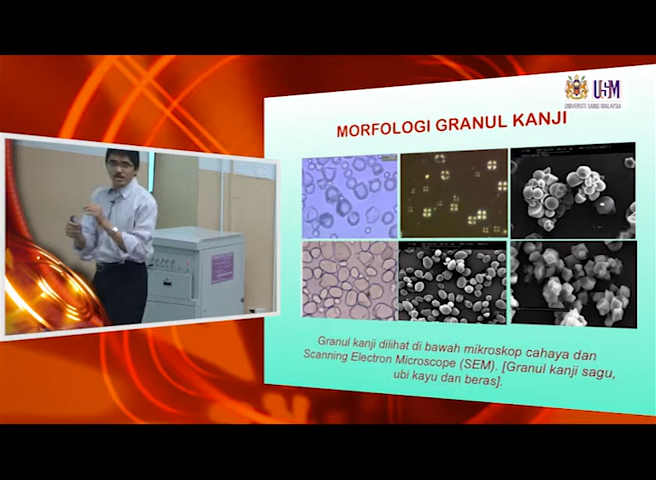 USM
UNIVERSITI SAINS MALAYSIA
MORFOLOGI GRANUL KANJI
Granul kanji dilihat di bawah mikroskop cahaya dan
Scanning Electron Microscope (SEM). [Granul kanji sagu,
ubi kayu dan beras].